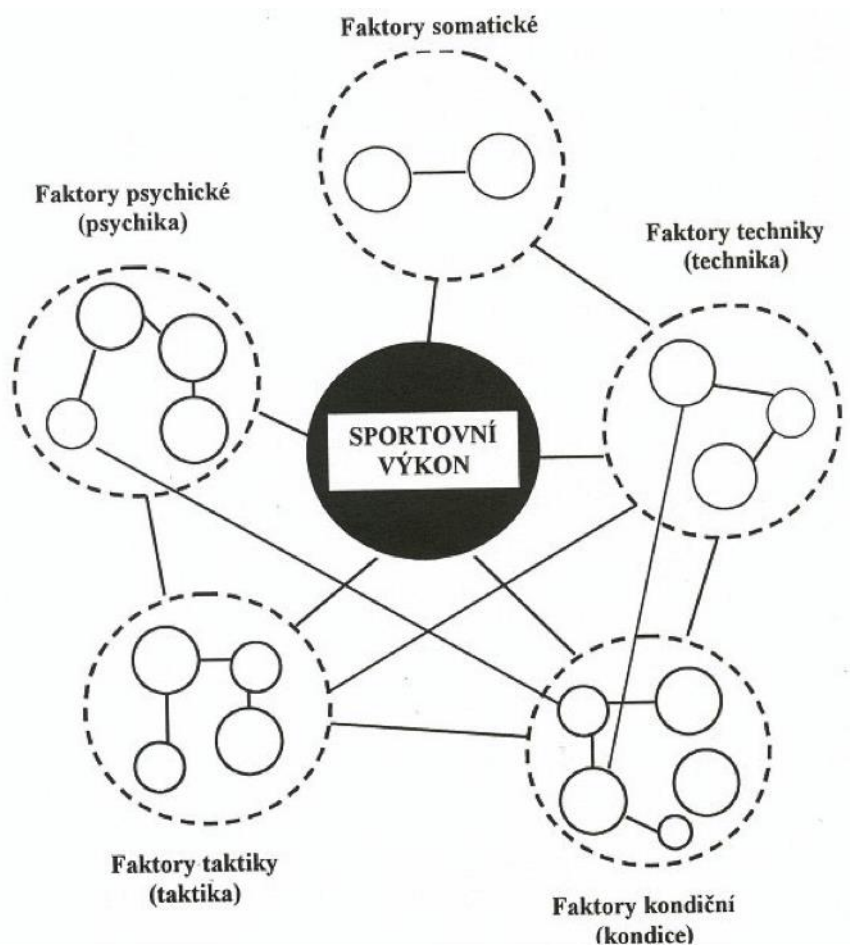 Faktory somatické
Faktory psychické
(psychika)
Faktory techniky
(technika)
SPORTOVNÍ
VÝKON
Faktory taktiky
(taktika)
Faktory kondiční
(kondice)